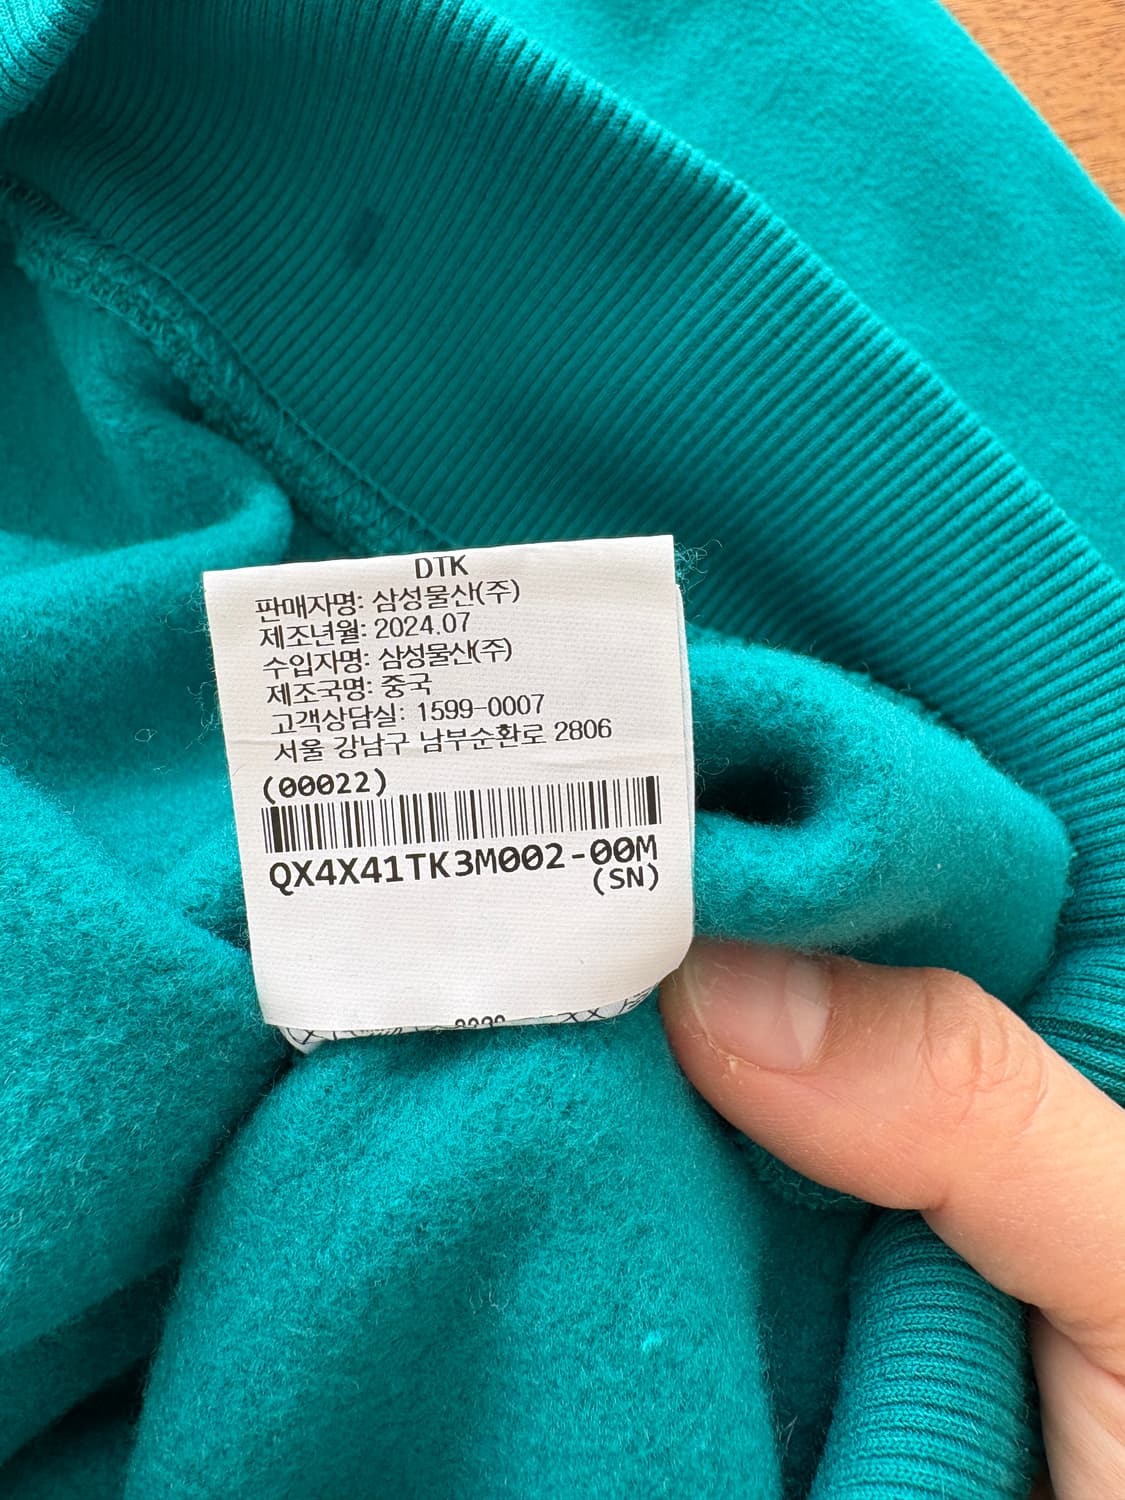 DTK
판매자명: 삼성물산(주)
제조년월: 2024.07
수입자명: 삼성물산(주)
제조국명: 중국
고객상담실: 1599-0007
서울 강남구 남부순환로 2806
(00022)
QX4X41TK3M002-00M
(SN)